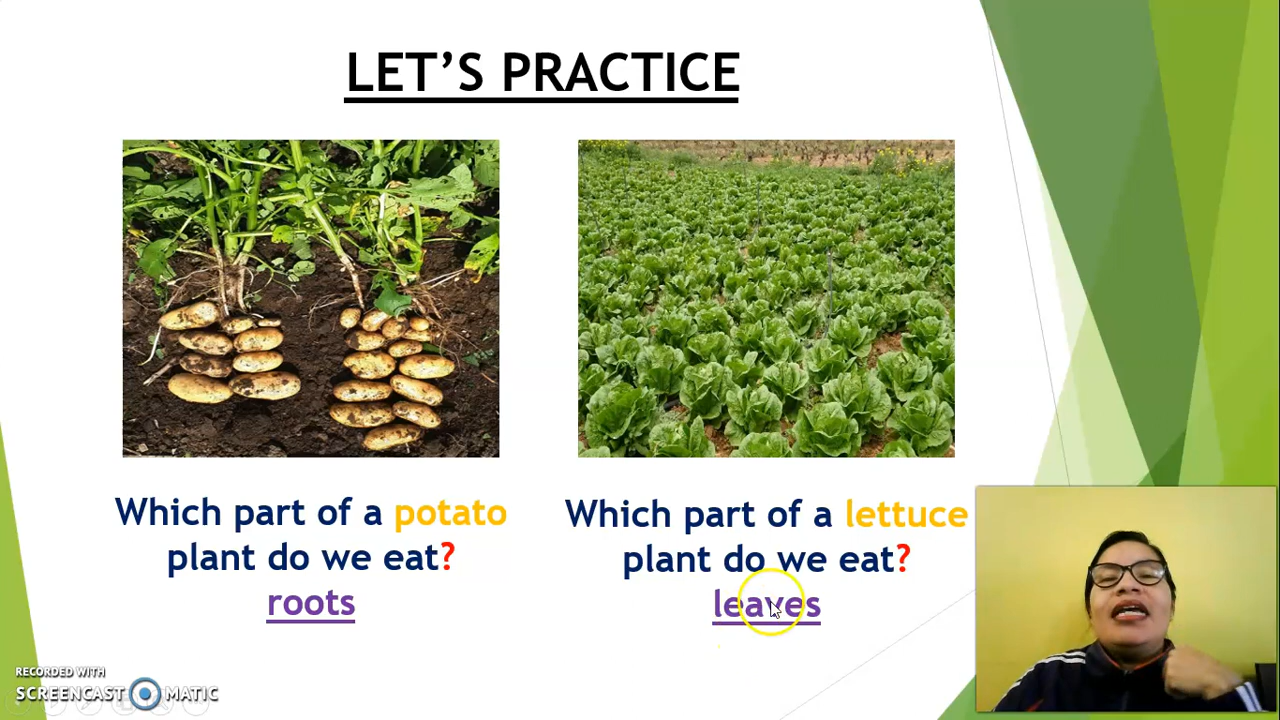 LET’S PRACTICE
Which part of a potato
plant do we eat?
roots
Which part of a lettuce
plant do we eat?
leaves
RECORDED WITH
SCREENCAST MATIC